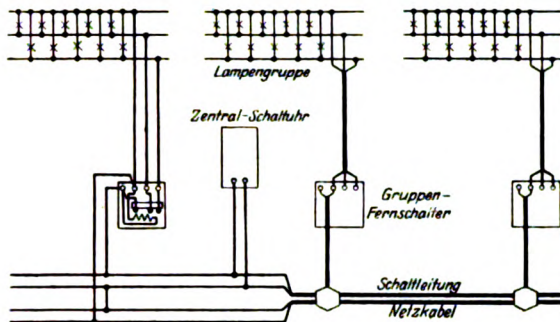 Lampengruppe
Zentral-Schaltuhr
Gruppen-
Fernschalter
Schaltleitung
Netzkabel